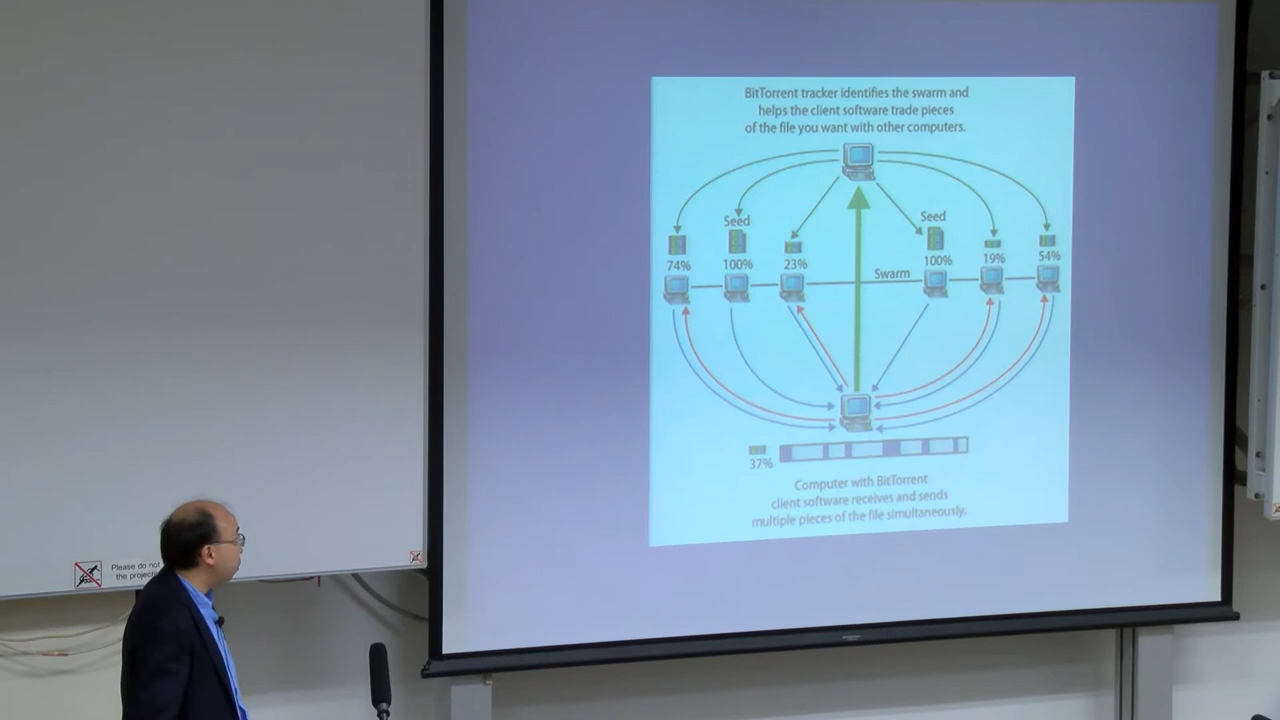 BitTorrent tracker identifies the swarm and
helps the client software trade pieces
of the file you want with other computers.
Seed
Seed
74%
100%
23%
100%
19%
54%
Swarm
37%
Computer with BitTorrent
client software receives and sends
multiple pieces of the file simultaneously.
Please do not
the project